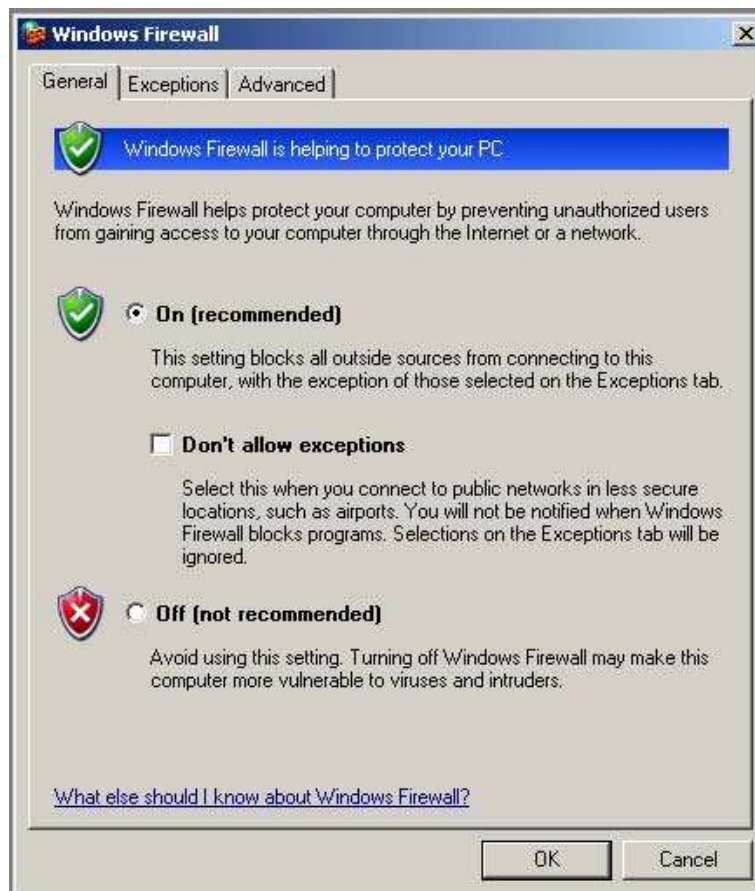 Windows Firewall
General
Exceptions
Advanced
Windows Firewall is helping to protect your PC
Windows Firewall helps protect your computer by preventing unauthorized users
from gaining access to your computer through the Internet or a network.
On (recommended)
This setting blocks all outside sources from connecting to this
computer, with the exception of those selected on the Exceptions tab.
Don't allow exceptions
Select this when you connect to public networks in less secure
locations, such as airports. You will not be notified when Windows
Firewall blocks programs. Selections on the Exceptions tab will be
ignored.
Off (not recommended)
Avoid using this setting. Turning off Windows Firewall may make this
computer more vulnerable to viruses and intruders.
What else should I know about Windows Firewall?
OK
Cancel